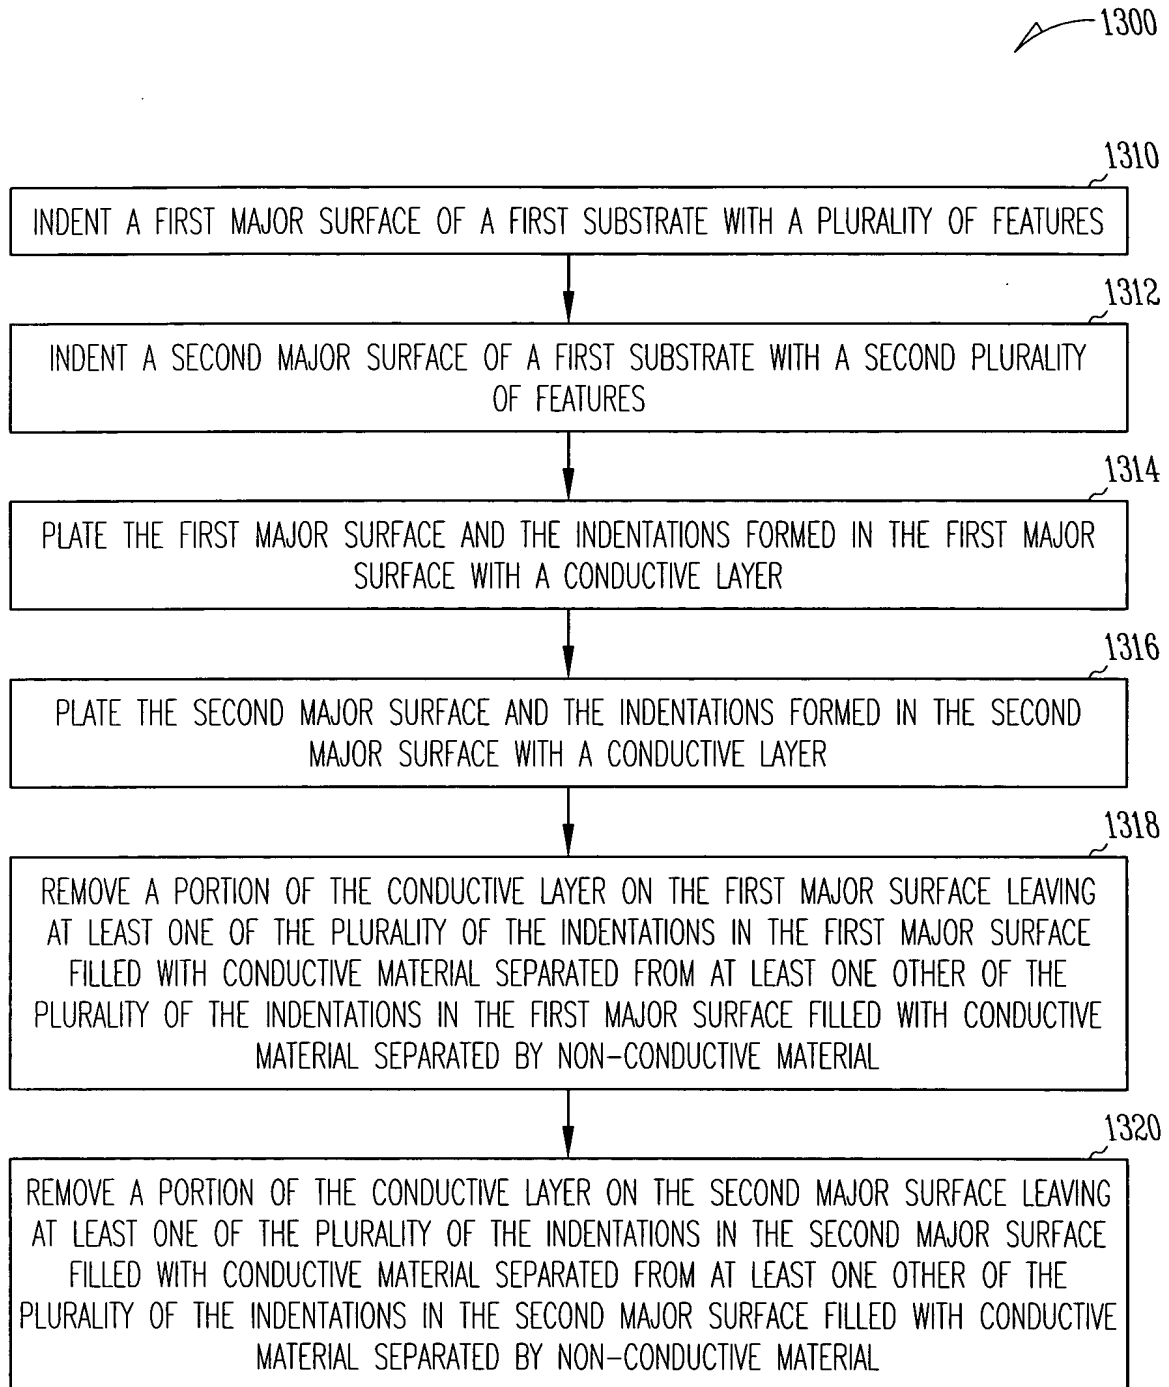 1300
1310
INDENT A FIRST MAJOR SURFACE OF A FIRST SUBSTRATE WITH A PLURALITY OF FEATURES
1312
INDENT A SECOND MAJOR SURFACE OF A FIRST SUBSTRATE WITH A SECOND PLURALITY
OF FEATURES
1314
PLATE THE FIRST MAJOR SURFACE AND THE INDENTATIONS FORMED IN THE FIRST MAJOR
SURFACE WITH A CONDUCTIVE LAYER
1316
PLATE THE SECOND MAJOR SURFACE AND THE INDENTATIONS FORMED IN THE SECOND
MAJOR SURFACE WITH A CONDUCTIVE LAYER
1318
REMOVE A PORTION OF THE CONDUCTIVE LAYER ON THE FIRST MAJOR SURFACE LEAVING
AT LEAST ONE OF THE PLURALITY OF THE INDENTATIONS IN THE FIRST MAJOR SURFACE
FILLED WITH CONDUCTIVE MATERIAL SEPARATED FROM AT LEAST ONE OTHER OF THE
PLURALITY OF THE INDENTATIONS IN THE FIRST MAJOR SURFACE FILLED WITH CONDUCTIVE
MATERIAL SEPARATED BY NON-CONDUCTIVE MATERIAL
1320
REMOVE A PORTION OF THE CONDUCTIVE LAYER ON THE SECOND MAJOR SURFACE LEAVING
AT LEAST ONE OF THE PLURALITY OF THE INDENTATIONS IN THE SECOND MAJOR SURFACE
FILLED WITH CONDUCTIVE MATERIAL SEPARATED FROM AT LEAST ONE OTHER OF THE
PLURALITY OF THE INDENTATIONS IN THE SECOND MAJOR SURFACE FILLED WITH CONDUCTIVE
MATERIAL SEPARATED BY NON-CONDUCTIVE MATERIAL